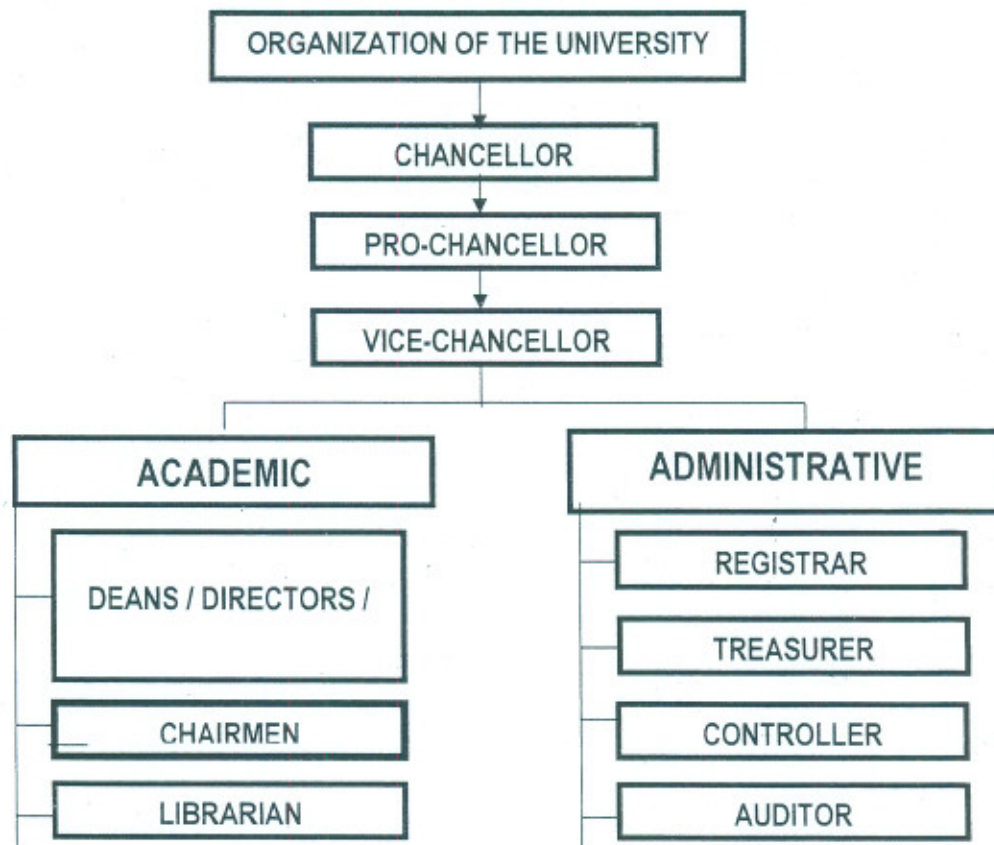 ORGANIZATION OF THE UNIVERSITY
CHANCELLOR
PRO-CHANCELLOR
VICE-CHANCELLOR
ACADEMIC
DEANS / DIRECTORS /
CHAIRMEN
LIBRARIAN
ADMINISTRATIVE
REGISTRAR
TREASURER
CONTROLLER
AUDITOR